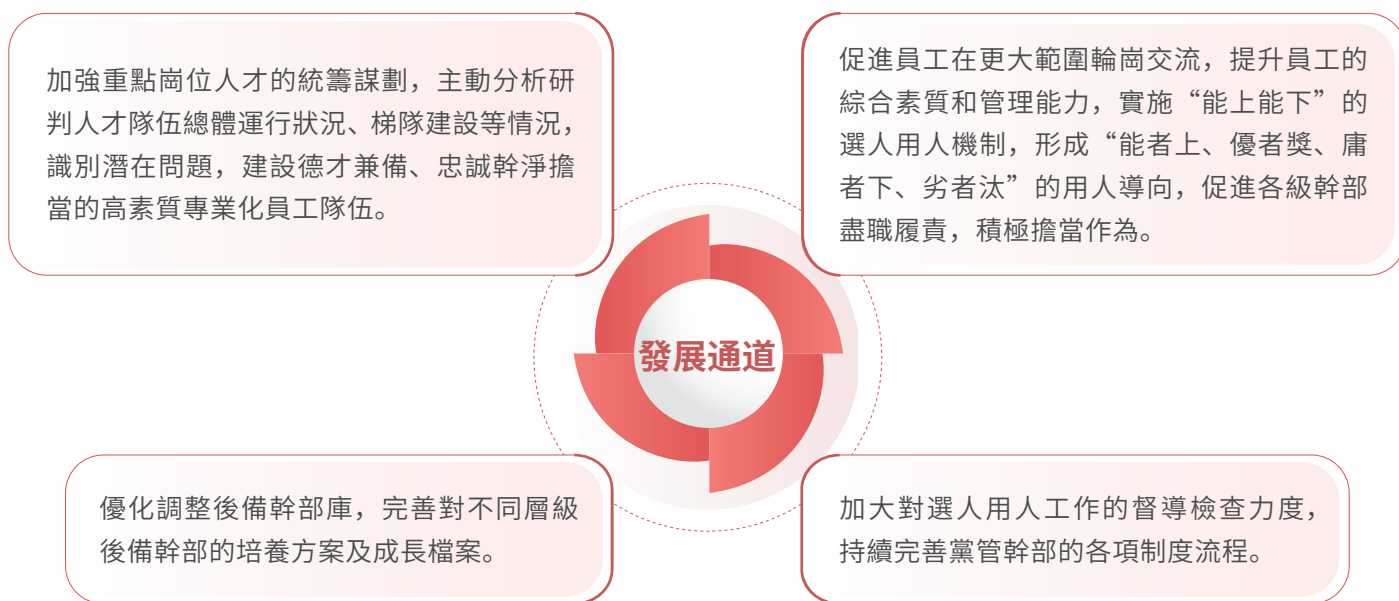 加強重點崗位人才的統籌謀劃，主動分析研
判人才隊伍總體運行狀況、梯隊建設等情況，
識別潛在問題，建設德才兼備、忠誠幹淨擔
當的高素質專業化員工隊伍。
促進員工在更大範圍輪崗交流，提升員工的
綜合素質和管理能力，實施“能上能下”的
選人用人機制，形成“能者上、優者獎、庸
者下、劣者汰”的用人導向，促進各級幹部
盡職履責，積極擔當作為。
發展通道
優化調整後備幹部庫，完善對不同層級
後備幹部的培養方案及成長檔案。
加大對選人用人工作的督導檢查力度，
持續完善黨管幹部的各項制度流程。